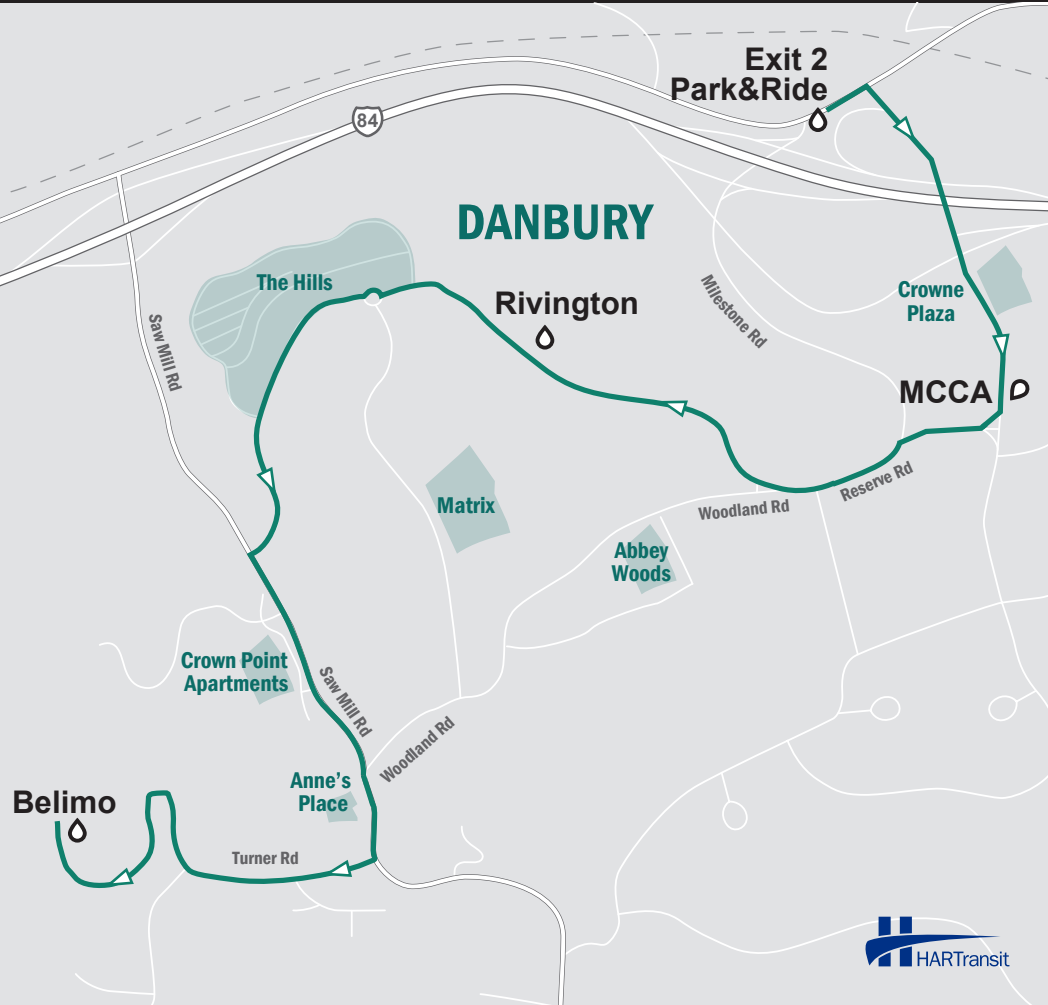 Exit 2
Park&Ride
84
DANBURY
The Hills
Rivington
Milestone Rd
Crowne
Plaza
Saw Mill Rd
MCCA
Reserve Rd
Matrix
Woodland Rd
Abbey
Woods
Crown Point
Apartments
Saw Mill Rd
Woodland Rd
Anne's
Place
Belimo
Turner Rd
HARTransit